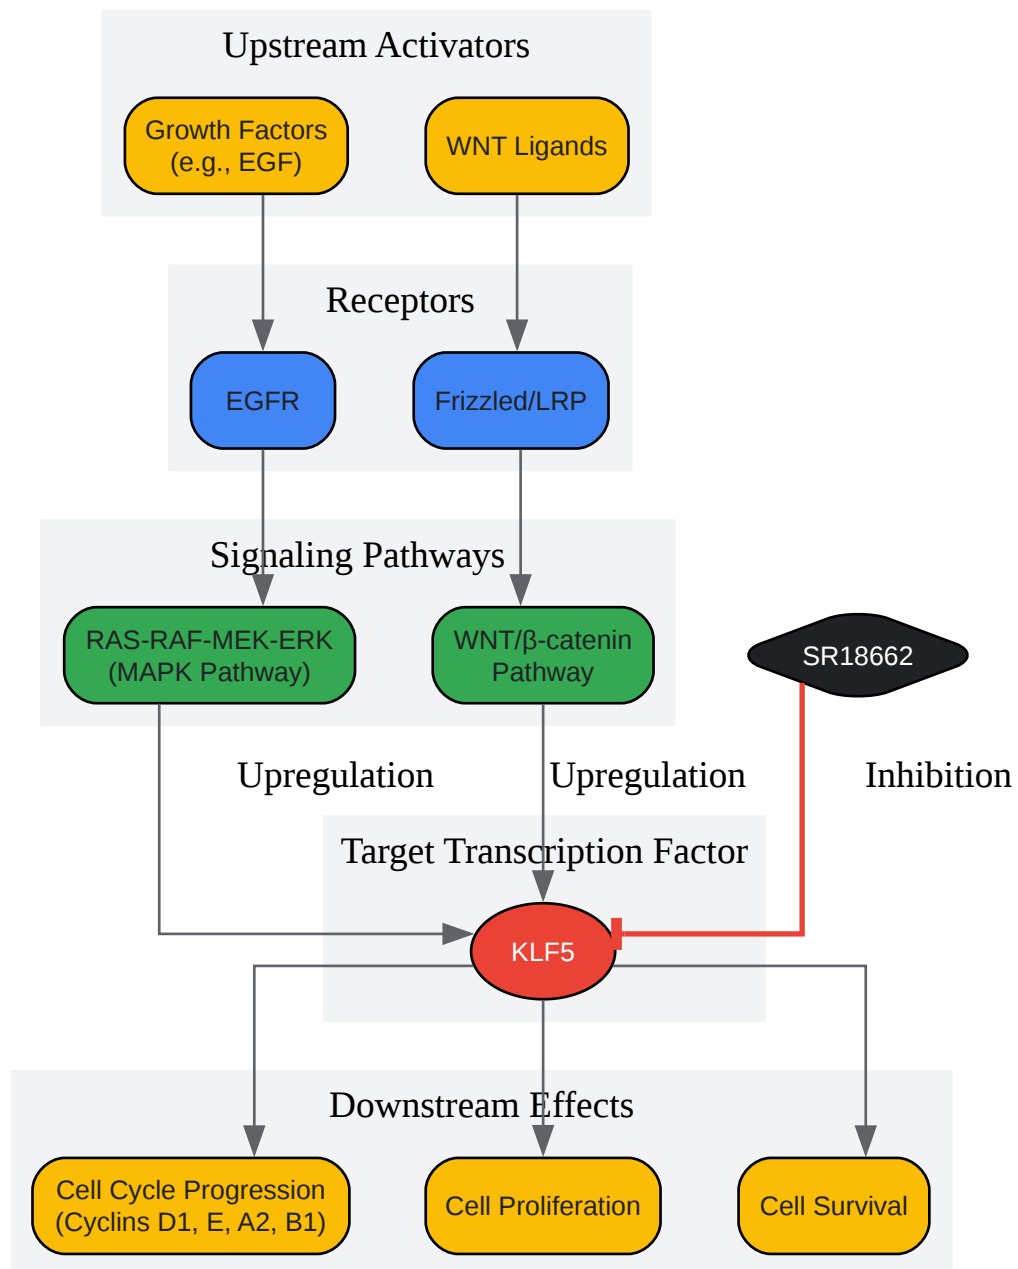 Upstream Activators
Growth Factors
(e.g., EGF)
WNT Ligands
Receptors
EGFR
Frizzled/LRP
Signaling Pathways
RAS-RAF-MEK-ERK
(MAPK Pathway)
WNT/β-catenin
Pathway
SR18662
Upregulation
Upregulation
Inhibition
Target Transcription Factor
KLF5
Downstream Effects
Cell Cycle Progression
(Cyclins D1, E, A2, B1)
Cell Proliferation
Cell Survival